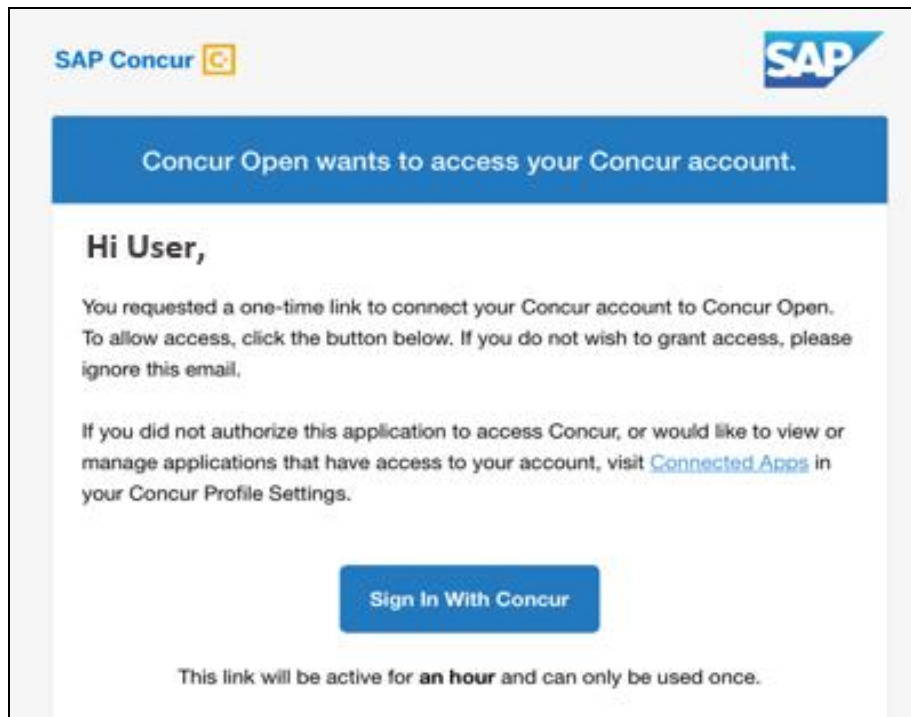 SAP Concur C
SAP
Concur Open wants to access your Concur account.
Hi User,
You requested a one-time link to connect your Concur account to Concur Open.
To allow access, click the button below. If you do not wish to grant access, please
ignore this email.
If you did not authorize this application to access Concur, or would like to view or
manage applications that have access to your account, visit Connected Apps in
your Concur Profile Settings.
Sign In With Concur
This link will be active for an hour and can only be used once.